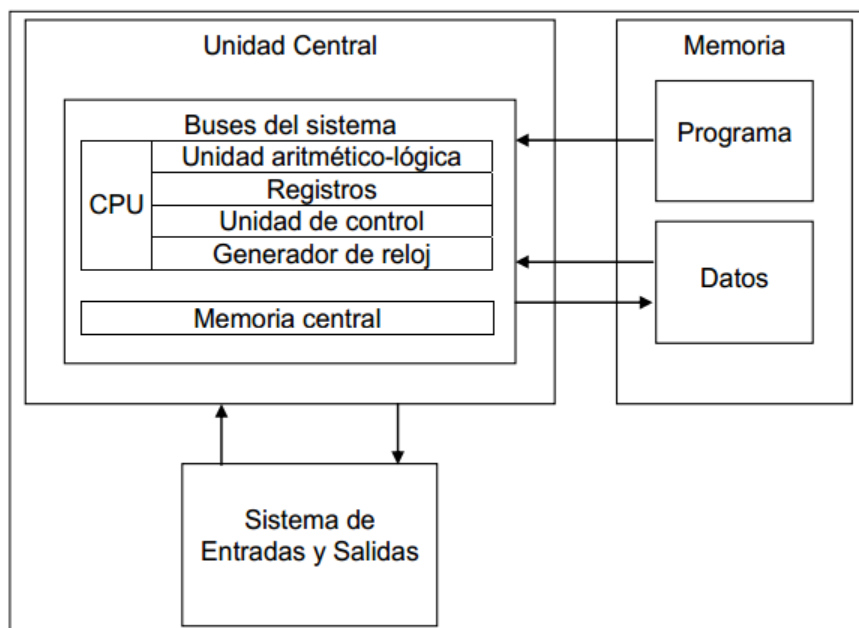 Unidad Central
Buses del sistema
CPU
Unidad aritmético-lógica
Registros
Unidad de control
Generador de reloj
Memoria central
Memoria
Programa
Datos
Sistema de
Entradas y Salidas